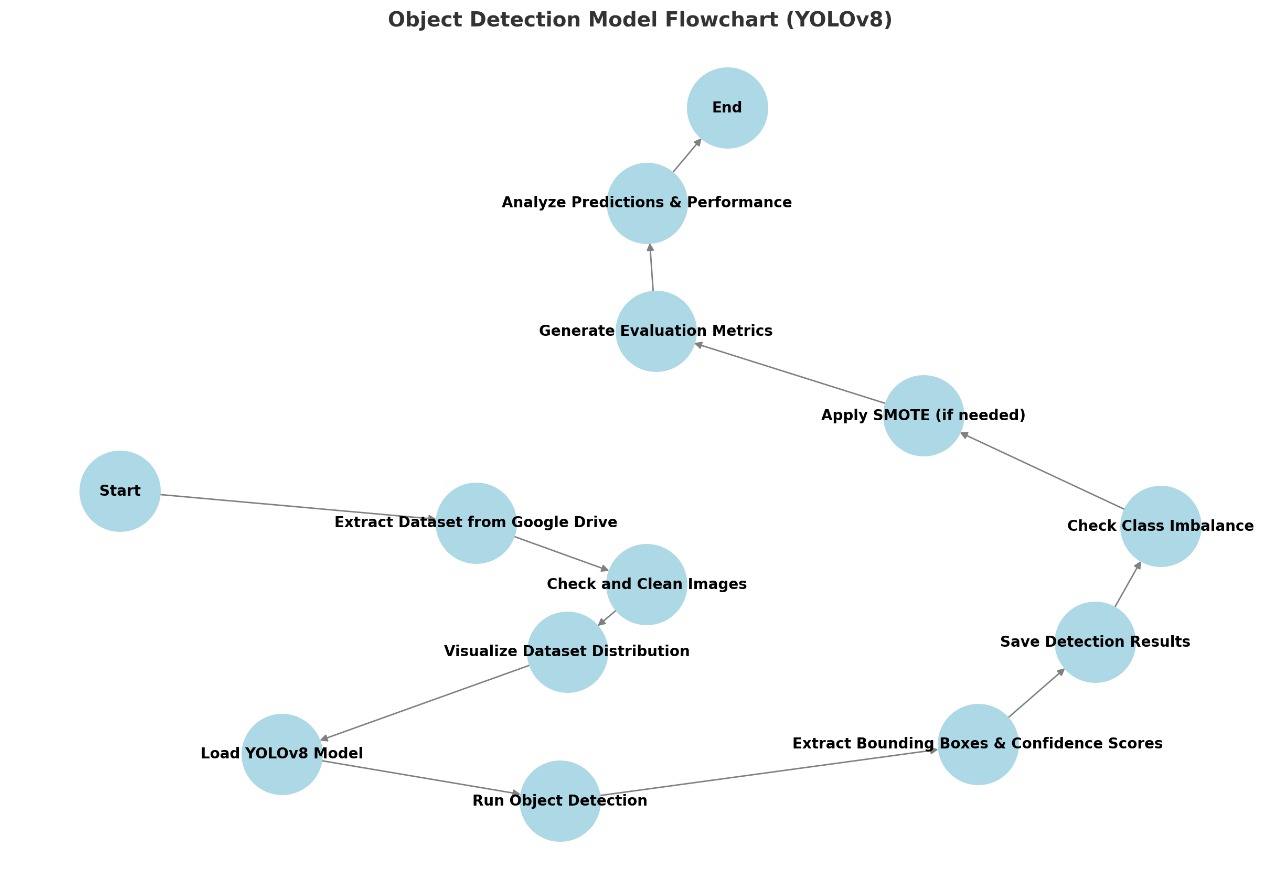 Object Detection Model Flowchart (YOLOv8)
Start
Extract Dataset from Google Drive
Check and Clean Images
Visualize Dataset Distribution
Load YOLOv8 Model
Run Object Detection
Extract Bounding Boxes & Confidence Scores
Save Detection Results
Check Class Imbalance
Apply SMOTE (if needed)
Generate Evaluation Metrics
Analyze Predictions & Performance
End